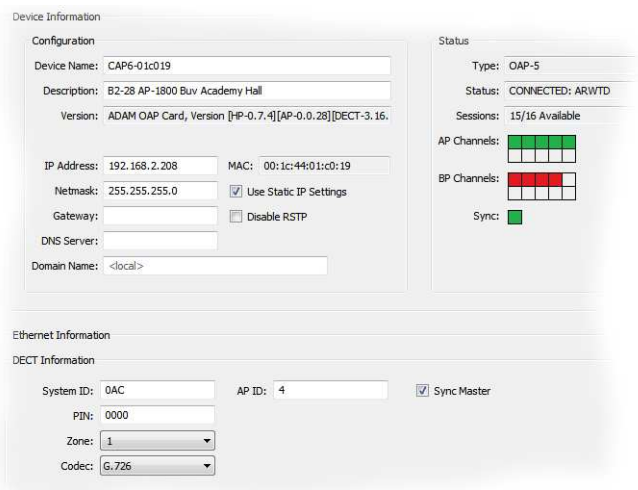 Device Information
Configuration
Device Name: CAP6-01c019
Description: B2-28 AP-1800 Buv Academy Hall
Version: ADAM OAP Card, Version [HP-0.7.4][AP-0.0.28][DECT-3.16.
IP Address: 192.168.2.208 MAC: 00:1c:44:01:c0:19
Netmask: 255.255.255.0 Use Static IP Settings
Gateway: Disable RSTP
DNS Server:
Domain Name: <local>
Status
Type: OAP-5
Status: CONNECTED: ARWTD
Sessions: 15/16 Available
AP Channels:
BP Channels:
Sync:
Ethernet Information
DECT Information
System ID: 0AC AP ID: 4 Sync Master
PIN: 0000
Zone: 1
Codec: G.726